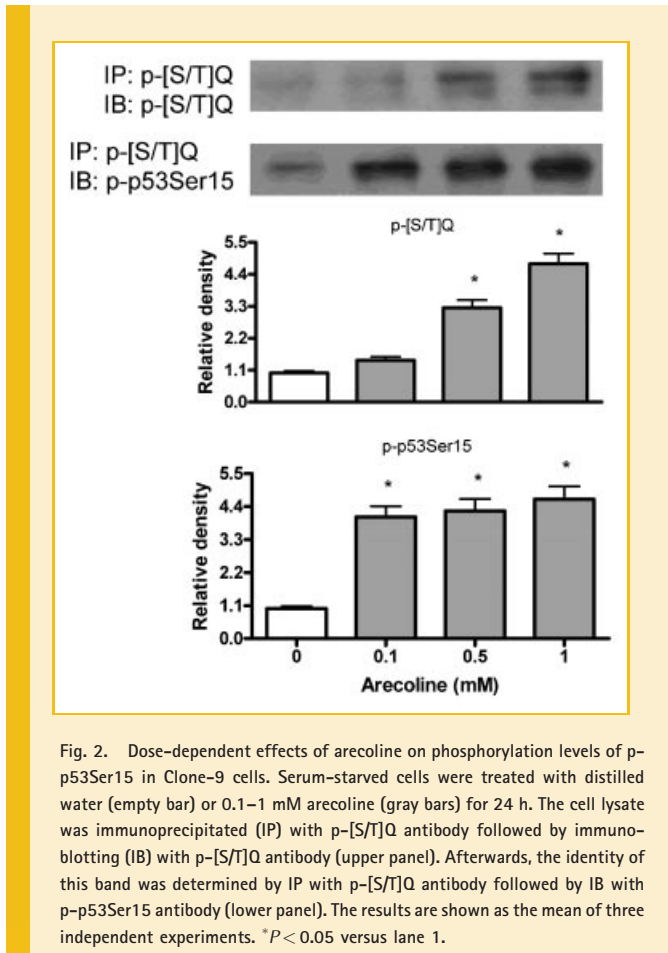 IP: p-[S/T]Q
IB: p-[S/T]Q
IP: p-[S/T]Q
IB: p-p53Ser15
p-[S/T]Q
5.5
4.4
3.3
2.2
1.1
0.0
Relative density
*
*
p-p53Ser15
5.5
4.4
3.3
2.2
1.1
0.0
Relative density
*
*
*
0 0.1 0.5 1
Arecoline (mM)
Fig. 2. Dose-dependent effects of arecoline on phosphorylation levels of p-
p53Ser15 in Clone-9 cells. Serum-starved cells were treated with distilled
water (empty bar) or 0.1–1 mM arecoline (gray bars) for 24 h. The cell lysate
was immunoprecipitated (IP) with p-[S/T]Q antibody followed by immuno-
blotting (IB) with p-[S/T]Q antibody (upper panel). Afterwards, the identity of
this band was determined by IP with p-[S/T]Q antibody followed by IB with
p-p53Ser15 antibody (lower panel). The results are shown as the mean of three
independent experiments. *P < 0.05 versus lane 1.